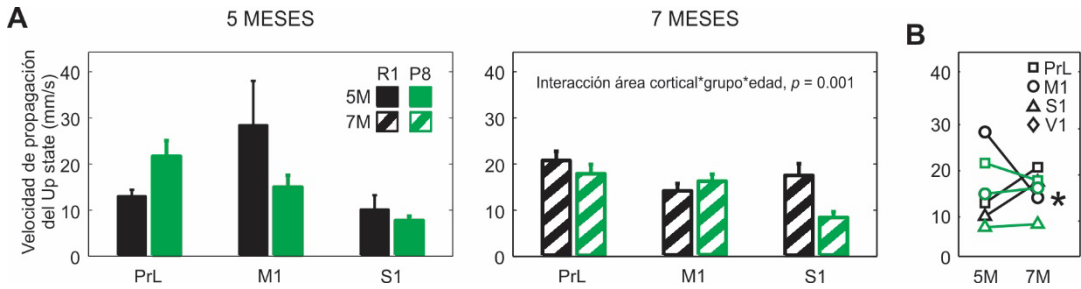 A
5 MESES
7 MESES
B
Velocidad de propagación
del Up state (mm/s)
40
30
20
10
0
R1 P8
5M
7M
PrL M1 S1
40
30
20
10
0
Interacción área cortical*grupo*edad, p = 0.001
PrL M1 S1
40
30
20
10
0
PrL
M1
S1
V1
*
5M 7M